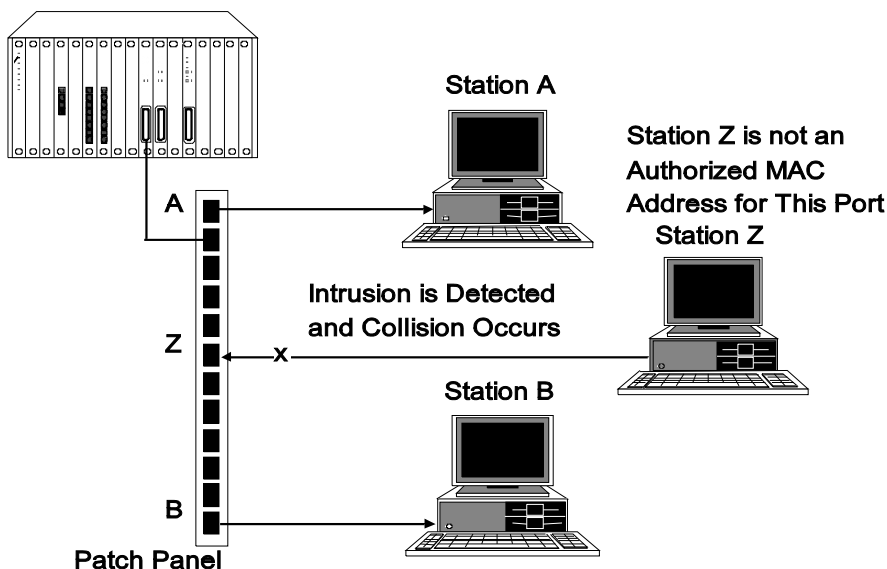 Station A
Station Z is not an
Authorized MAC
Address for This Port
Station Z
A
Intrusion is Detected
and Collision Occurs
Z
x
Station B
B
Patch Panel